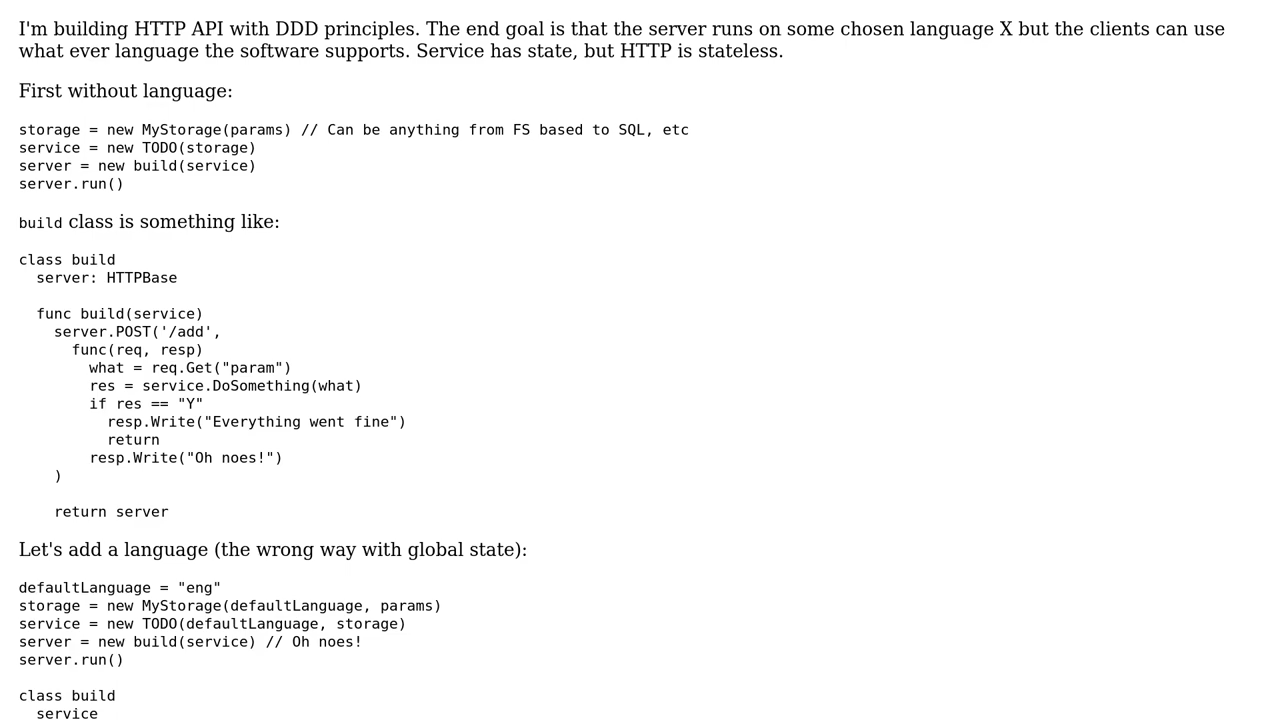 I'm building HTTP API with DDD principles. The end goal is that the server runs on some chosen language X but the clients can use
what ever language the software supports. Service has state, but HTTP is stateless.
First without language:
storage = new MyStorage(params) // Can be anything from FS based to SQL, etc
service = new TODO(storage)
server = new build(service)
server.run()
build class is something like:
class build
  server: HTTPBase
  func build(service)
    server.POST('/add',
      func(req, resp)
        what = req.Get("param")
        res = service.DoSomething(what)
        if res == "Y"
          resp.Write("Everything went fine")
          return
        resp.Write("Oh noes!")
    )
    return server
Let's add a language (the wrong way with global state):
defaultLanguage = "eng"
storage = new MyStorage(defaultLanguage, params)
service = new TODO(defaultLanguage, storage)
server = new build(service) // Oh noes!
server.run()
class build
  service